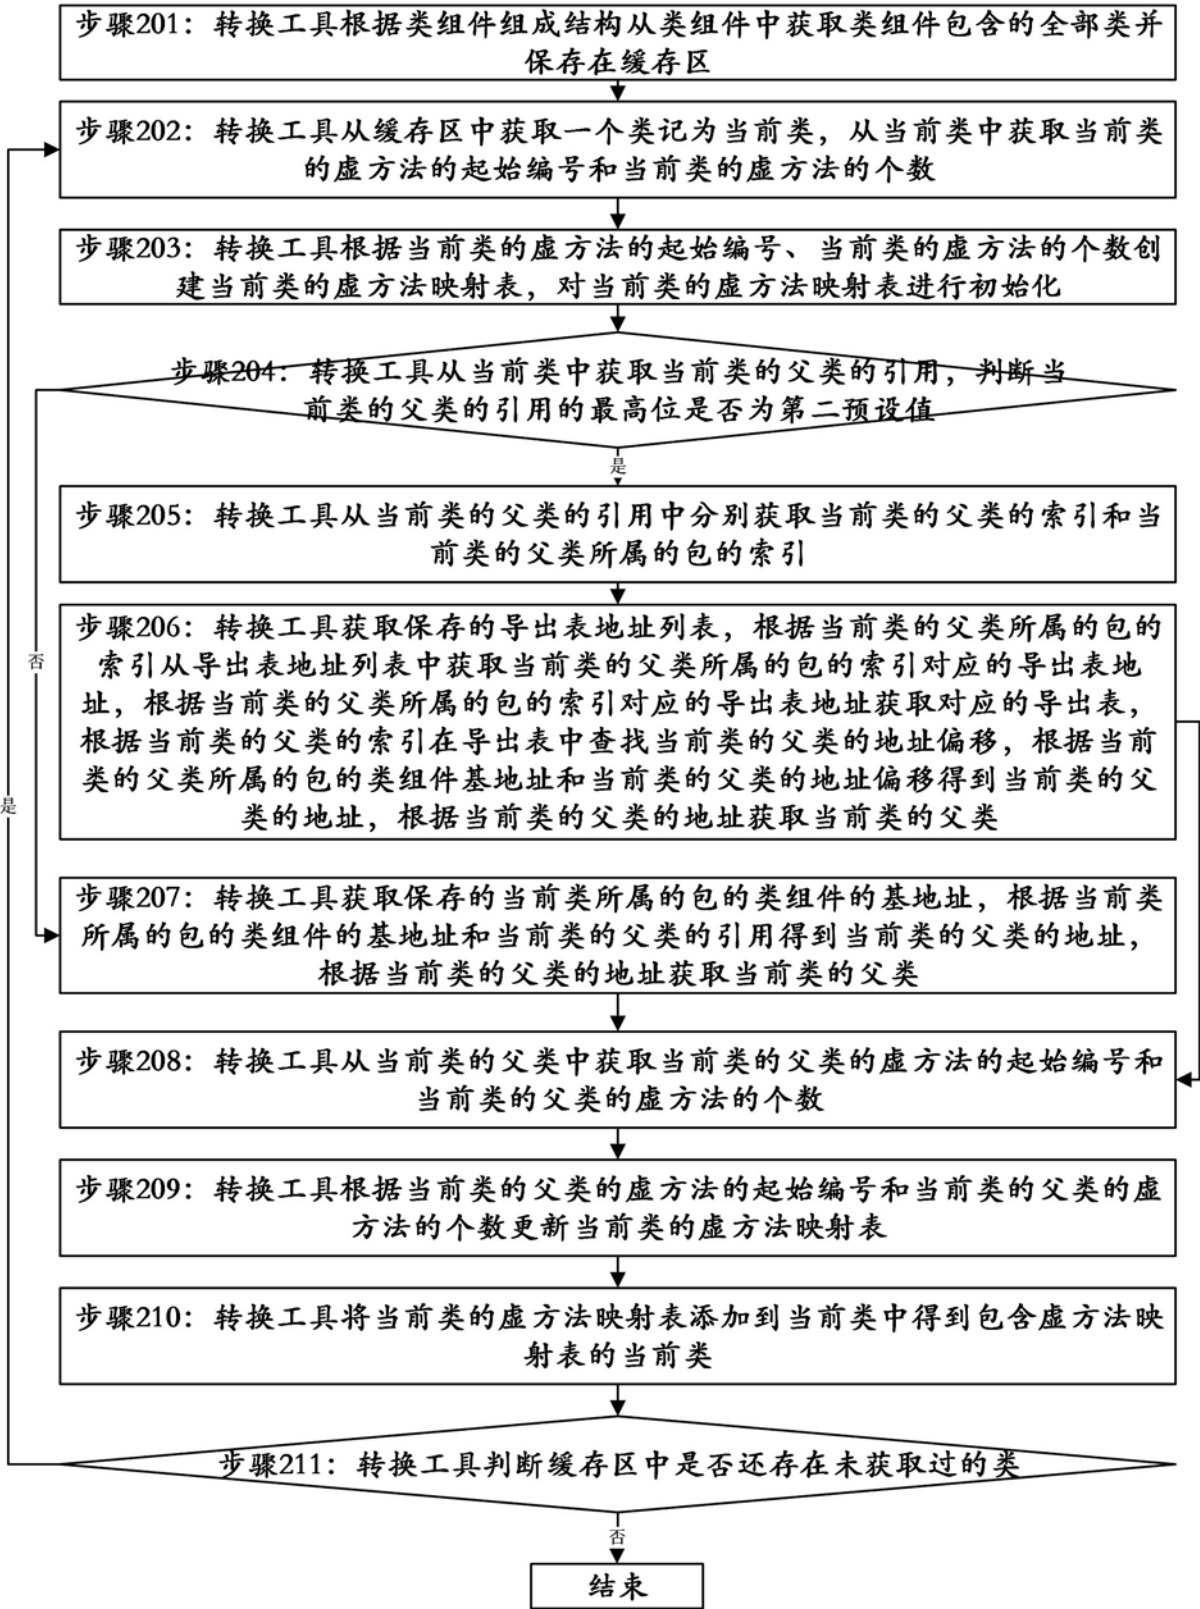 步骤201：转换工具根据类组件组成结构从类组件中获取类组件包含的全部类并
保存在缓存区
步骤202：转换工具从缓存区中获取一个类记为当前类，从当前类中获取当前类
的虚方法的起始编号和当前类的虚方法的个数
步骤203：转换工具根据当前类的虚方法的起始编号、当前类的虚方法的个数创
建当前类的虚方法映射表，对当前类的虚方法映射表进行初始化
步骤204：转换工具从当前类中获取当前类的父类的引用，判断当
前类的父类的引用的最高位是否为第二预设值
是
步骤205：转换工具从当前类的父类的引用中分别获取当前类的父类的索引和当
前类的父类所属的包的索引
步骤206：转换工具获取保存的导出表地址列表，根据当前类的父类所属的包的
索引从导出表地址列表中获取当前类的父类所属的包的索引对应的导出表地
址，根据当前类的父类所属的包的索引对应的导出表地址获取对应的导出表，
根据当前类的父类的索引在导出表中查找当前类的父类的地址偏移，根据当前
类的父类所属的包的类组件基地址和当前类的父类的地址偏移得到当前类的父
类的地址，根据当前类的父类的地址获取当前类的父类
否
是
步骤207：转换工具获取保存的当前类所属的包的类组件的基地址，根据当前类
所属的包的类组件的基地址和当前类的父类的引用得到当前类的父类的地址，
根据当前类的父类的地址获取当前类的父类
步骤208：转换工具从当前类的父类中获取当前类的父类的虚方法的起始编号和
当前类的父类的虚方法的个数
步骤209：转换工具根据当前类的父类的虚方法的起始编号和当前类的父类的虚
方法的个数更新当前类的虚方法映射表
步骤210：转换工具将当前类的虚方法映射表添加到当前类中得到包含虚方法映
射表的当前类
步骤211：转换工具判断缓存区中是否还存在未获取过的类
否
结束